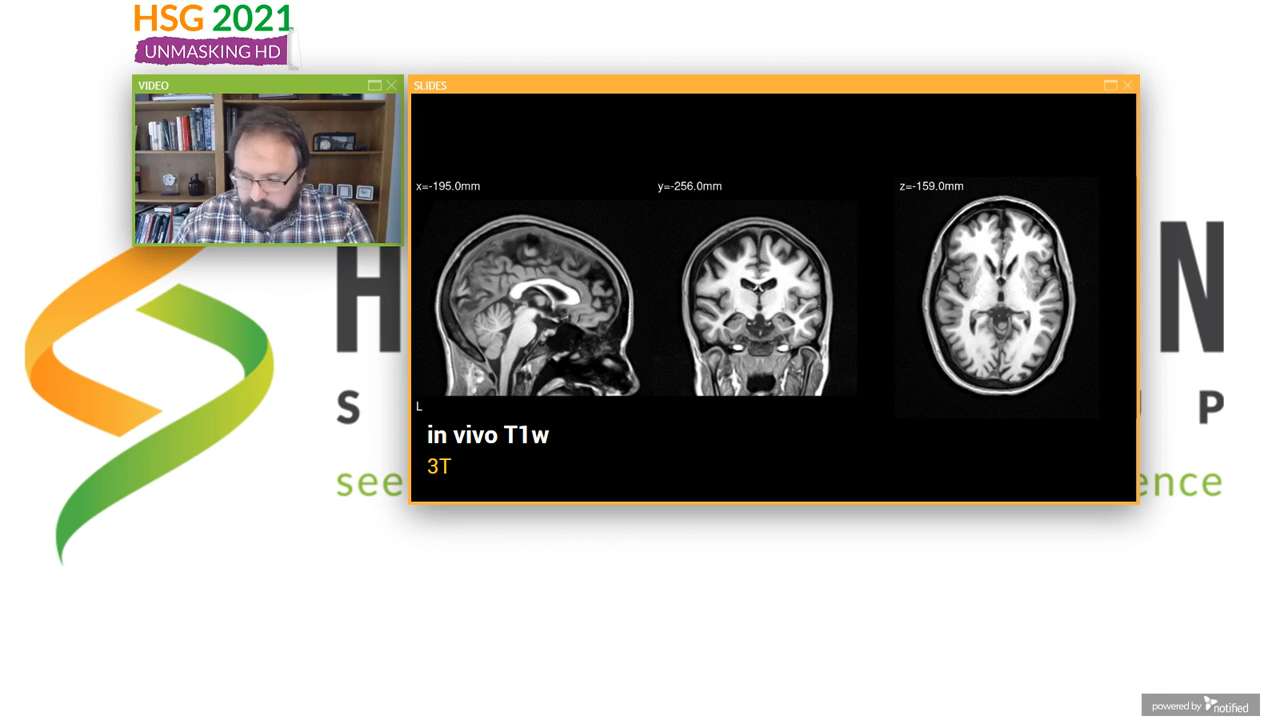 HSG 2021
UNMASKING HD
VIDEO
SLIDES
x=-195.0mm
y=-256.0mm
z=-159.0mm
L
in vivo T1w
3T
H
N
S
P
see
ence
powered by notified